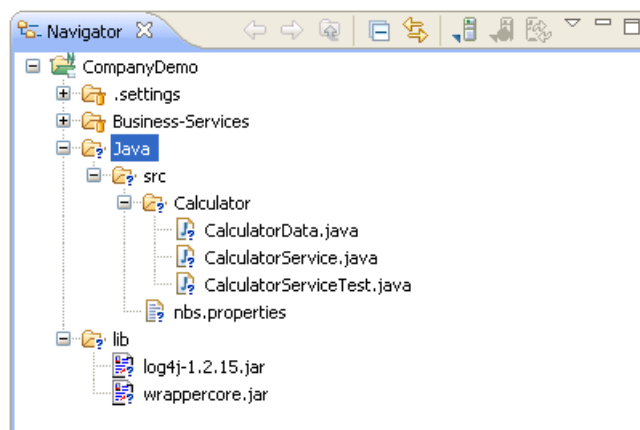 Navigator
CompanyDemo
.settings
Business-Services
Java
src
Calculator
CalculatorData.java
CalculatorService.java
CalculatorServiceTest.java
nbs.properties
lib
log4j-1.2.15.jar
wrappercore.jar